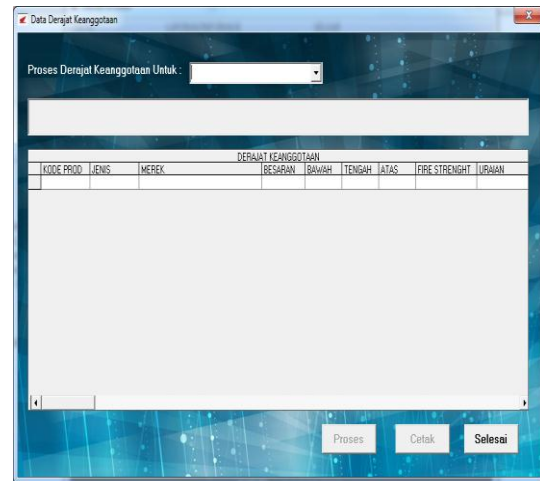 Data Derajat Keanggotaan
Proses Derajat Keanggotaan Untuk :
DERAJAT KEANGGOTAAN
KODE PROD JENIS MEREK BESARAN BAWAH TENGAH ATAS FIRE STRENGHT URAIAN
Proses Cetak Selesai